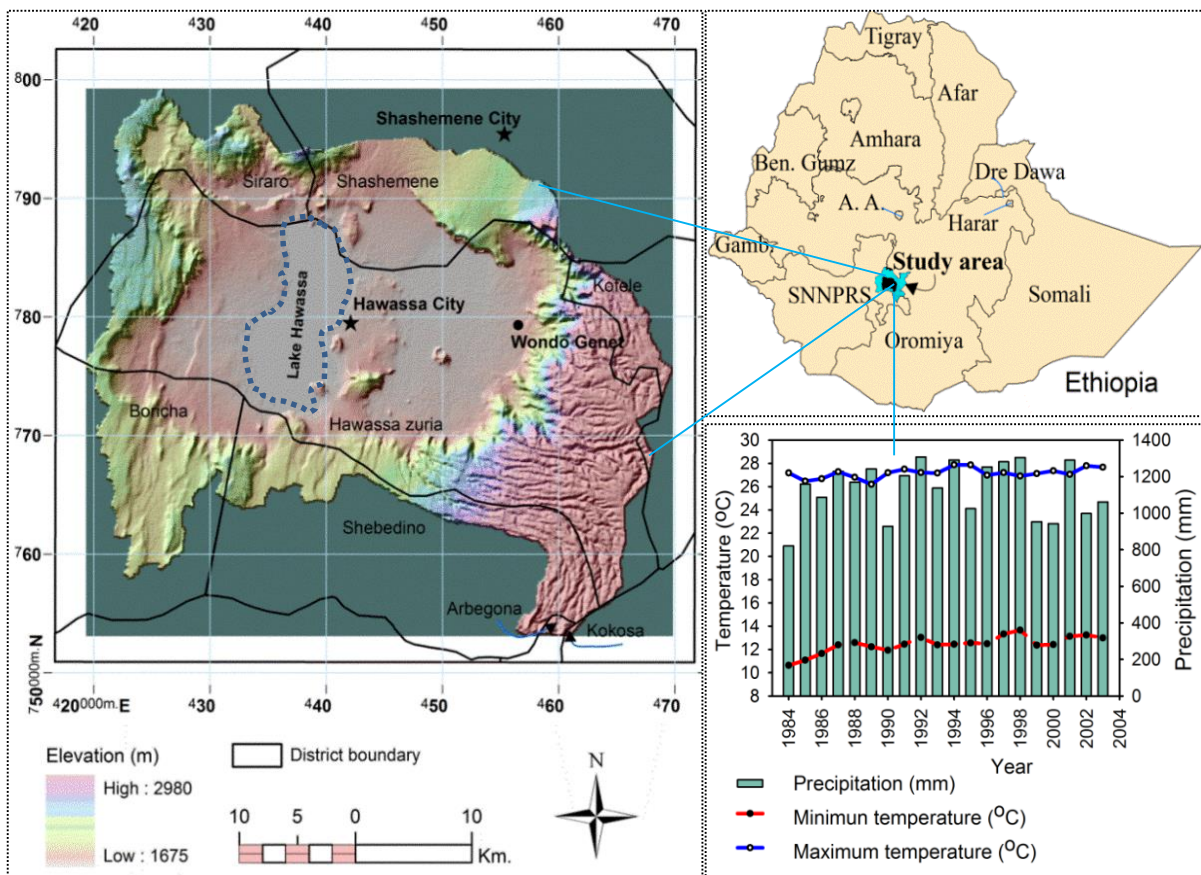 420 430 440 450 460 470
800
790
780
770
760
750000m. N
420000m. E 430 440 450 460 470
Shashemene City
Siraro
Shashemene
Kofele
Hawassa City
Lake Hawassa
Wondo Genet
Boricha
Hawassa zuria
Shebedino
Arbegona
Kokosa
Elevation (m)
High : 2980
Low : 1675
District boundary
10 5 0 10
Km.
N
Tigray
Afar
Amhara
Ben. Gumz
Dre Dawa
A. A.
Harar
Gamb.
Study area
SNNPRS
Somali
Oromiya
Ethiopia
Temperature (OC)
30
28
26
24
22
20
18
16
14
12
10
8
Precipitation (mm)
1400
1200
1000
800
600
400
200
0
1984 1986 1988 1990 1992 1994 1996 1998 2000 2002 2004
Year
Precipitation (mm)
Minimun temperature (OC)
Maximum temperature (OC)